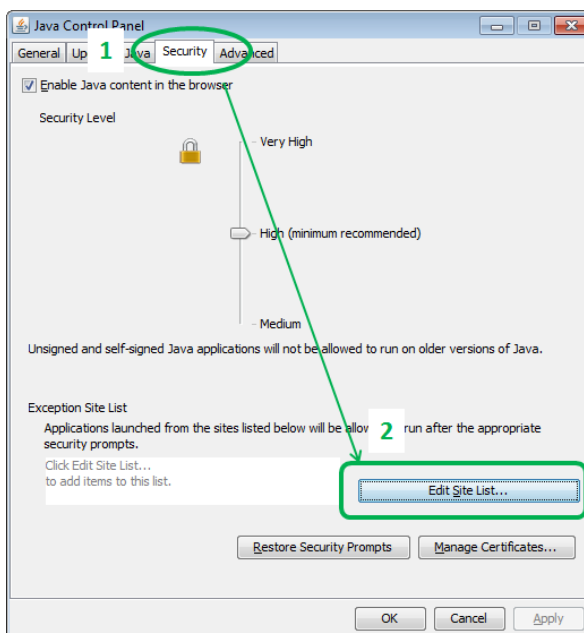 Java Control Panel
General Up 1 Java Security Advanced
Enable Java content in the browser
Security Level
Very High
High (minimum recommended)
Medium
Unsigned and self-signed Java applications will not be allowed to run on older versions of Java.
Exception Site List
Applications launched from the sites listed below will be allow 2 run after the appropriate
security prompts.
Click Edit Site List...
to add items to this list.
Edit Site List...
Restore Security Prompts Manage Certificates...
OK Cancel Apply